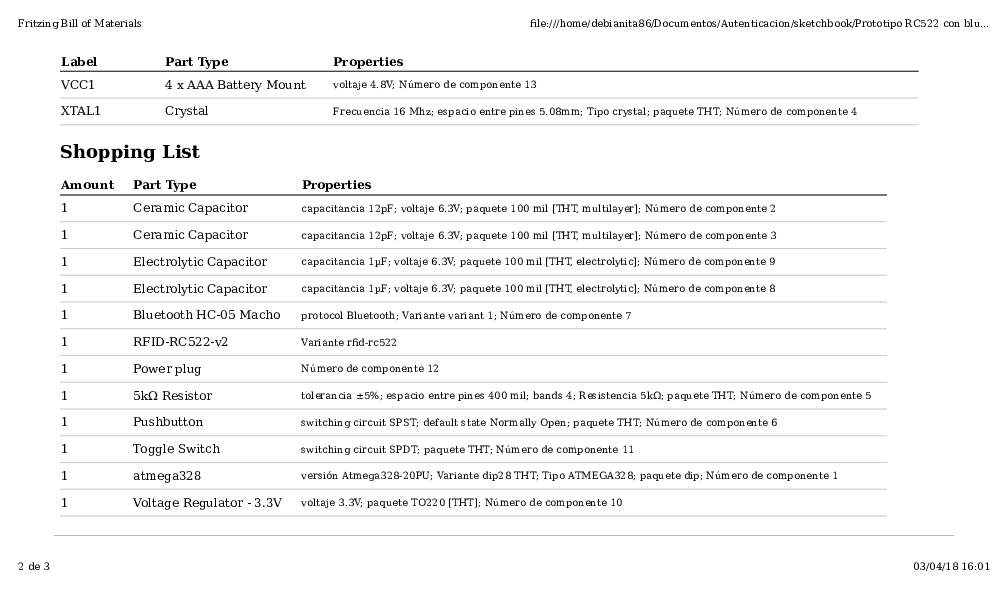 Fritzing Bill of Materials file:///home/debianita86/Documentos/Autenticacion/sketchbook/Prototipo RC522 con blu...
Label Part Type Properties
VCC1 4 x AAA Battery Mount voltaje 4.8V; Número de componente 13
XTAL1 Crystal Frecuencia 16 Mhz; espacio entre pines 5.08mm; Tipo crystal; paquete THT; Número de componente 4
Shopping List
Amount Part Type Properties
1 Ceramic Capacitor capacitancia 12pF; voltaje 6.3V; paquete 100 mil [THT, multilayer]; Número de componente 2
1 Ceramic Capacitor capacitancia 12pF; voltaje 6.3V; paquete 100 mil [THT, multilayer]; Número de componente 3
1 Electrolytic Capacitor capacitancia 1µF; voltaje 6.3V; paquete 100 mil [THT, electrolytic]; Número de componente 9
1 Electrolytic Capacitor capacitancia 1µF; voltaje 6.3V; paquete 100 mil [THT, electrolytic]; Número de componente 8
1 Bluetooth HC-05 Macho protocol Bluetooth; Variante variant 1; Número de componente 7
1 RFID-RC522-v2 Variante rfid-rc522
1 Power plug Número de componente 12
1 5kΩ Resistor tolerancia ±5%; espacio entre pines 400 mil; bands 4; Resistencia 5kΩ; paquete THT; Número de componente 5
1 Pushbutton switching circuit SPST; default state Normally Open; paquete THT; Número de componente 6
1 Toggle Switch switching circuit SPDT; paquete THT; Número de componente 11
1 atmega328 versión Atmega328-20PU; Variante dip28 THT; Tipo ATMEGA328; paquete dip; Número de componente 1
1 Voltage Regulator - 3.3V voltaje 3.3V; paquete TO220 [THT]; Número de componente 10
2 de 3 03/04/18 16:01